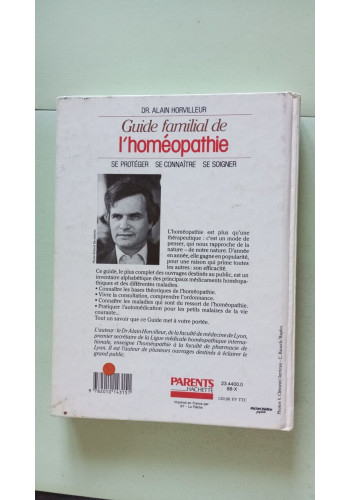 DR. ALAIN HORVILLEUR
Guide familial de
l'homéopathie
SE PROTÉGER SE CONNAÎTRE SE SOIGNER
L'homéopathie est plus qu'une
thérapeutique : c'est un mode de
penser, qui nous rapproche de la
nature – de notre nature. D'année
en année, elle gagne en popularité,
pour une raison qui prime toutes
les autres : son efficacité.
Ce guide, le plus complet des ouvrages destinés au public, est un
inventaire alphabétique des principaux médicaments homéopa-
thiques et des différentes maladies.
• Connaître les bases théoriques de l'homéopathie.
• Vivre la consultation, comprendre l'ordonnance.
• Connaître les maladies qui sont du ressort de l'homéopathie.
• Pratiquer l'automédication pour les petits malaises de la vie
courante...
Tout un savoir que ce Guide met à votre portée.
L'auteur : le Dr Alain Horvilleur, de la faculté de médecine de Lyon,
premier secrétaire de la Ligue médicale homéopathique interna-
tionale, enseigne l'homéopathie à la faculté de pharmacie de
Lyon. Il est l'auteur de plusieurs ouvrages destinés à éclairer le
grand public.
PARENTS
HACHETTE
23.4400.0
88-X
Imprimé en France